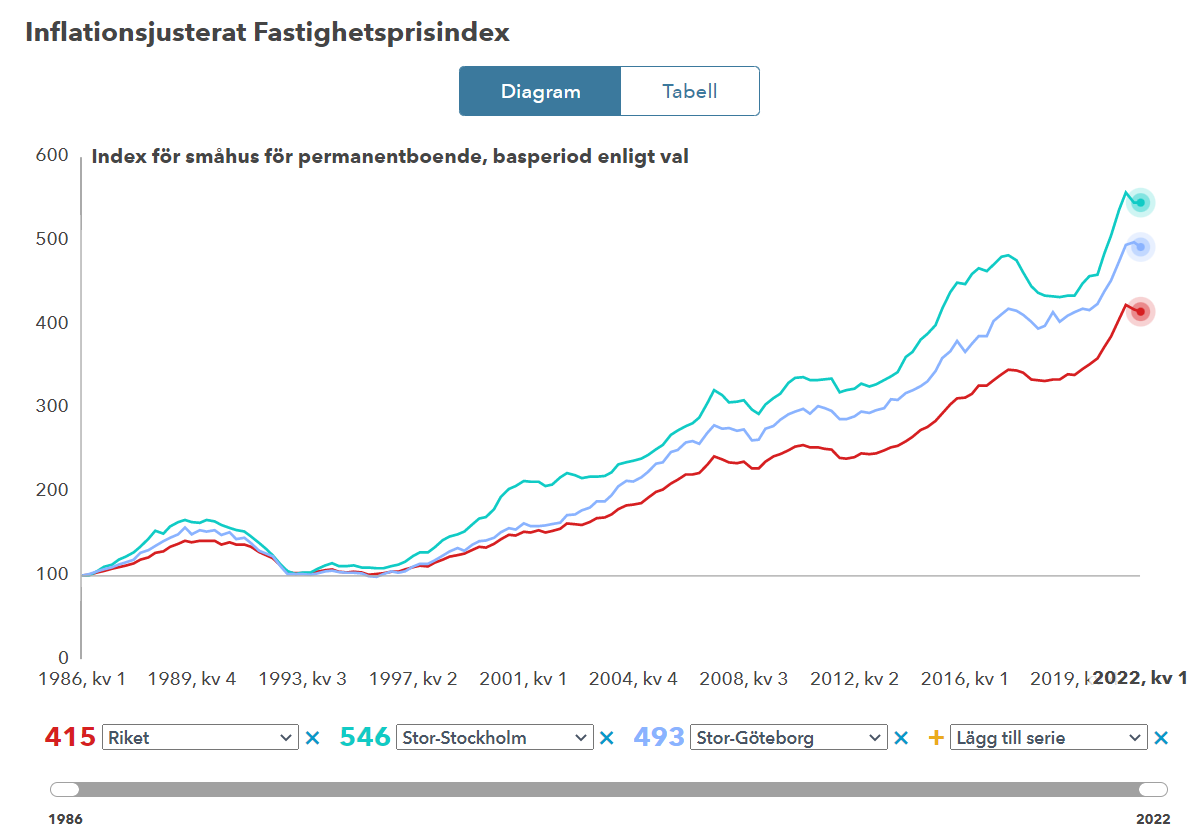 Inflationsjusterat Fastighetsprisindex
Diagram Tabell
Index för småhus för permanentboende, basperiod enligt val
600
500
400
300
200
100
0
1986, kv 1 1989, kv 4 1993, kv 3 1997, kv 2 2001, kv 1 2004, kv 4 2008, kv 3 2012, kv 2 2016, kv 1 2019, 2022, kv 1
415 Riket × 546 Stor-Stockholm × 493 Stor-Göteborg × + Lägg till serie ×
1986 2022